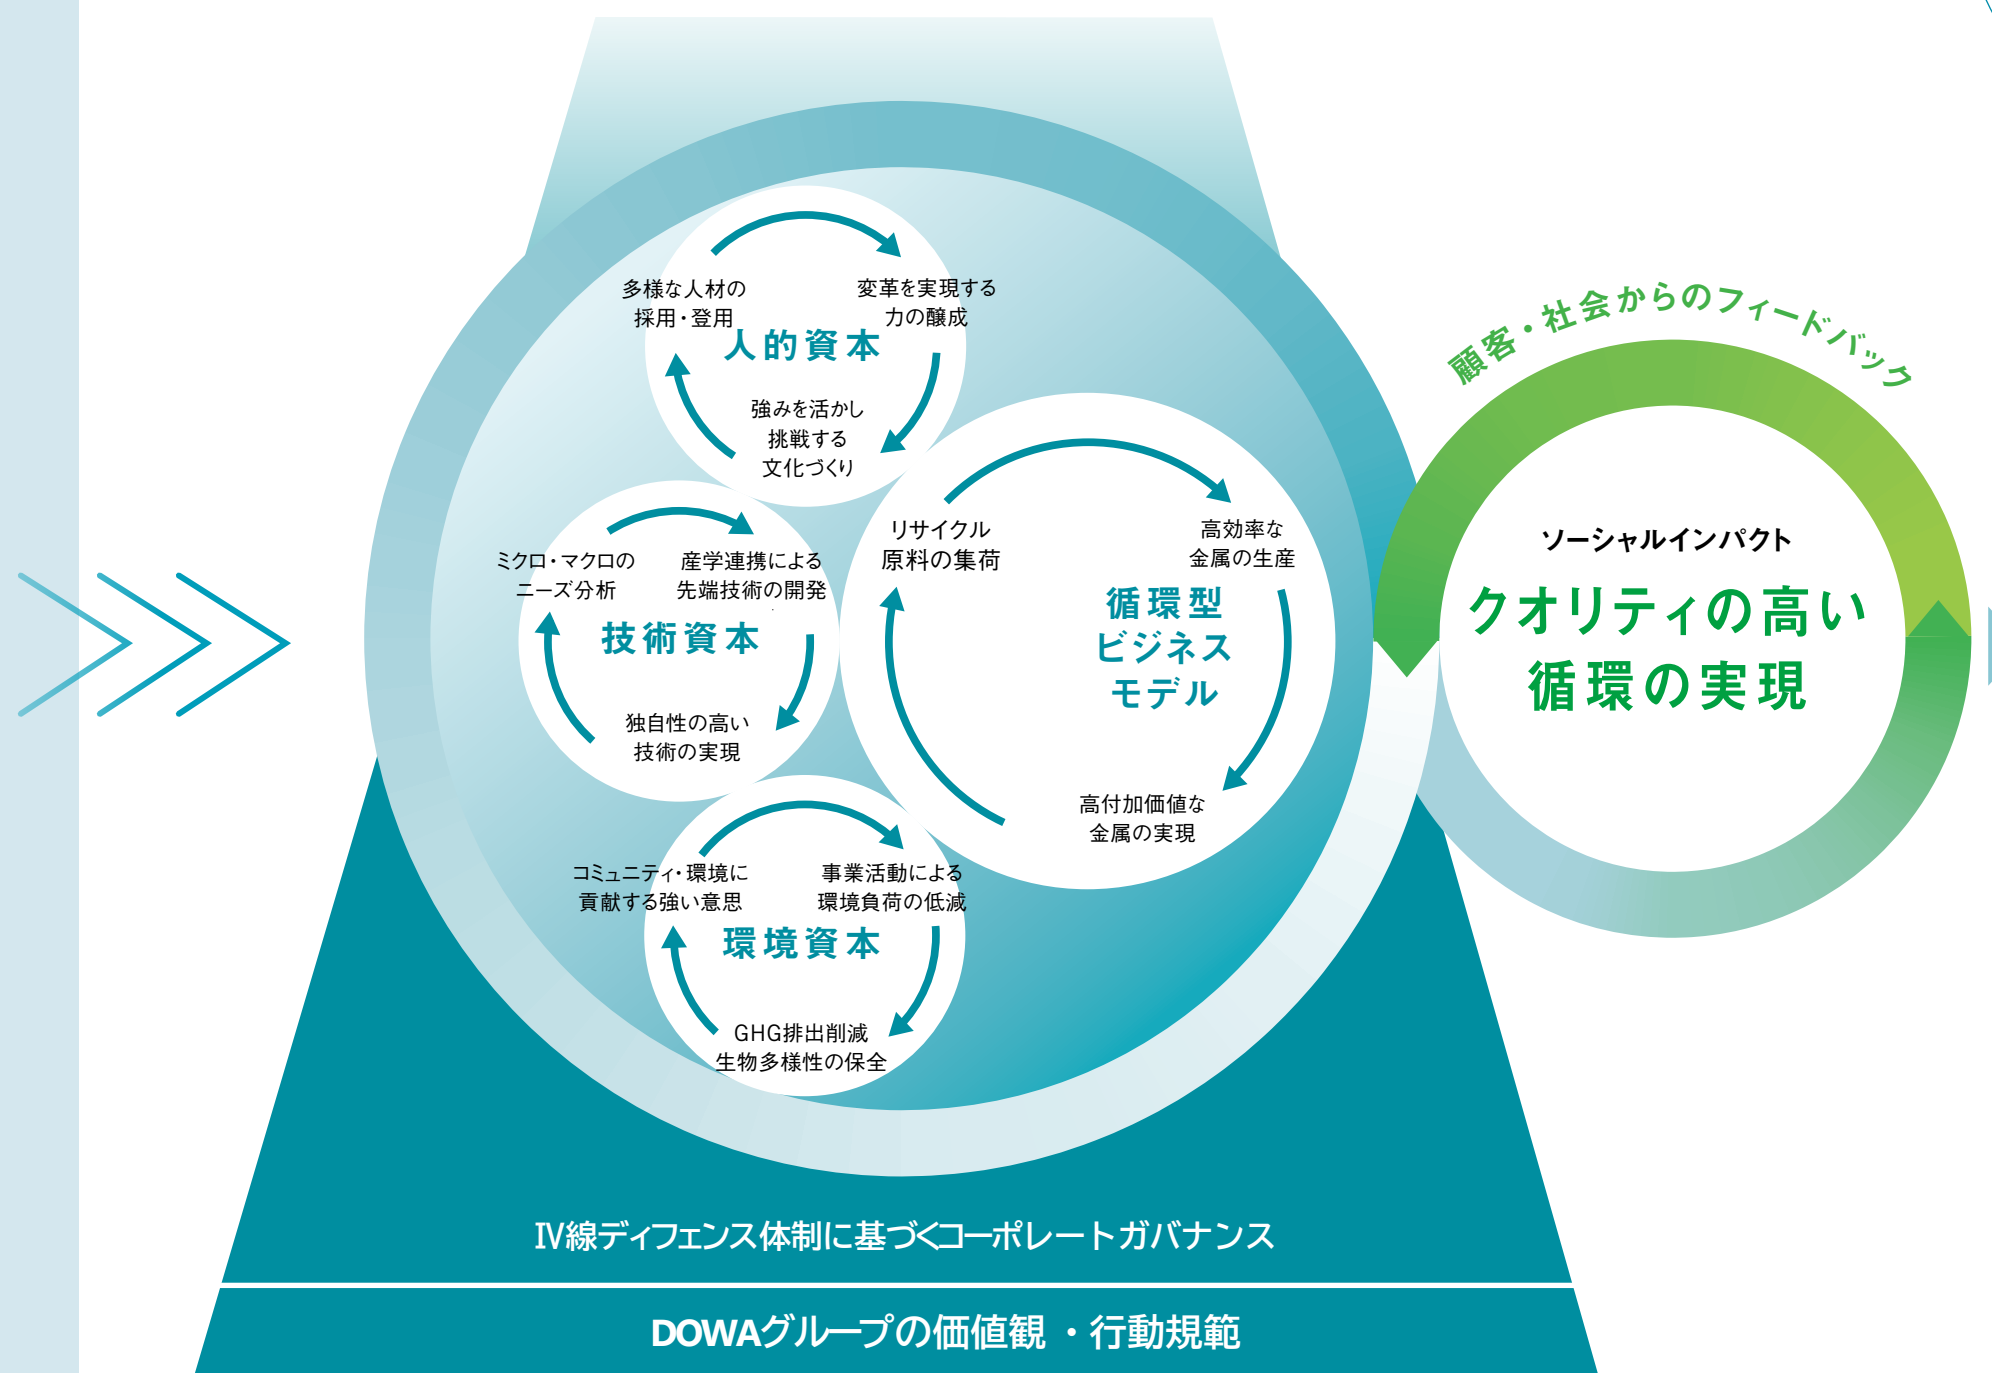 多様な人材の
採用・登用
変革を実現する
力の醸成
人的資本
強みを活かし
挑戦する
文化づくり
ミクロ・マクロの
ニーズ分析
産学連携による
先端技術の開発
技術資本
独自性の高い
技術の実現
コミュニティ・環境に
貢献する強い意思
事業活動による
環境負荷の低減
環境資本
GHG排出削減
生物多様性の保全
リサイクル
原料の集荷
高効率な
金属の生産
循環型
ビジネス
モデル
高付加価値な
金属の実現
顧客・社会からのフィードバック
ソーシャルインパクト
クオリティの高い
循環の実現
Ⅳ線ディフェンス体制に基づくコーポレートガバナンス
DOWAグループの価値観・行動規範